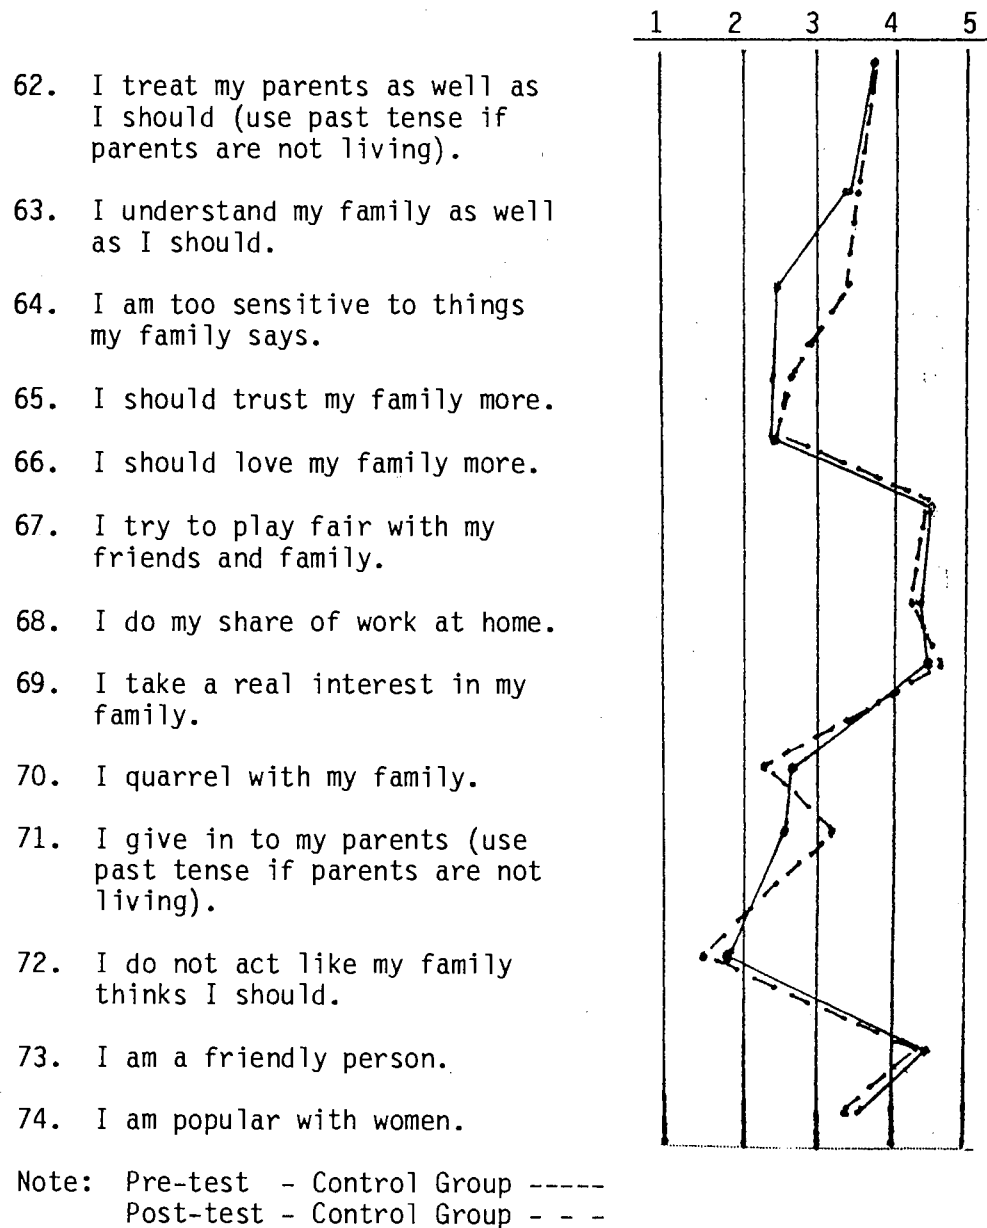 1 2 3 4 5
62. I treat my parents as well as
I should (use past tense if
parents are not living).
63. I understand my family as well
as I should.
64. I am too sensitive to things
my family says.
65. I should trust my family more.
66. I should love my family more.
67. I try to play fair with my
friends and family.
68. I do my share of work at home.
69. I take a real interest in my
family.
70. I quarrel with my family.
71. I give in to my parents (use
past tense if parents are not
living).
72. I do not act like my family
thinks I should.
73. I am a friendly person.
74. I am popular with women.
Note: Pre-test - Control Group -----
Post-test - Control Group - - -